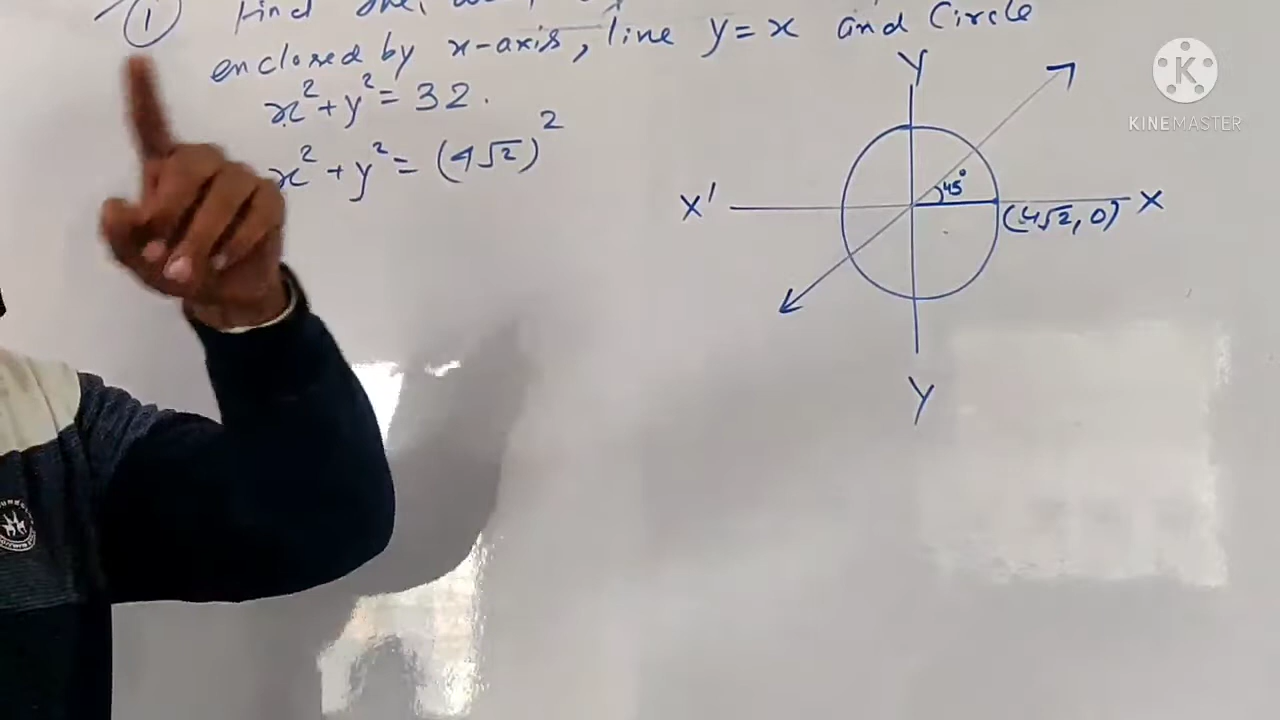 ① Find
enclosed by x-axis, line y = x and Circle
x² + y² = 32.
x² + y² = (4√2)²
Y
45°
X' (4√2, 0) X
Y
K
KINEMASTER